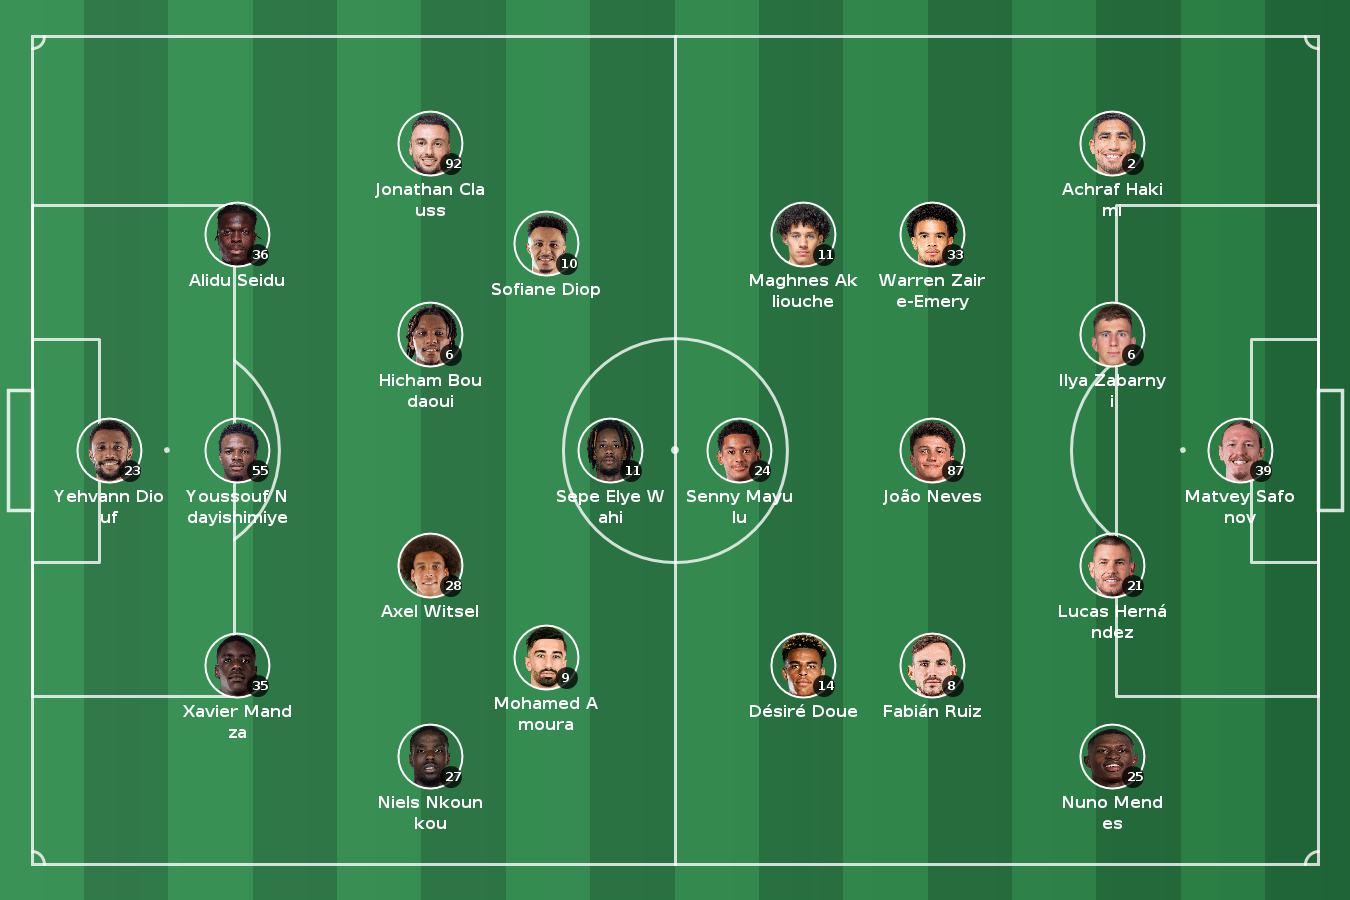 92
Jonathan Cla
uss
2
Achraf Haki
mi
36
Alidu Seidu
10
Sofiane Diop
11
Maghnes Ak
liouche
33
Warren Zair
e-Emery
6
Hicham Bou
daoui
6
Ilya Zabarny
i
23
Yehvann Dio
uf
55
Youssouf N
dayishimiye
11
Sepe Elye W
ahi
24
Senny Mayu
lu
87
João Neves
39
Matvey Safo
nov
28
Axel Witsel
21
Lucas Herná
ndez
35
Xavier Mand
za
9
Mohamed A
moura
14
Désiré Doue
8
Fabián Ruiz
27
Niels Nkoun
kou
25
Nuno Mend
es